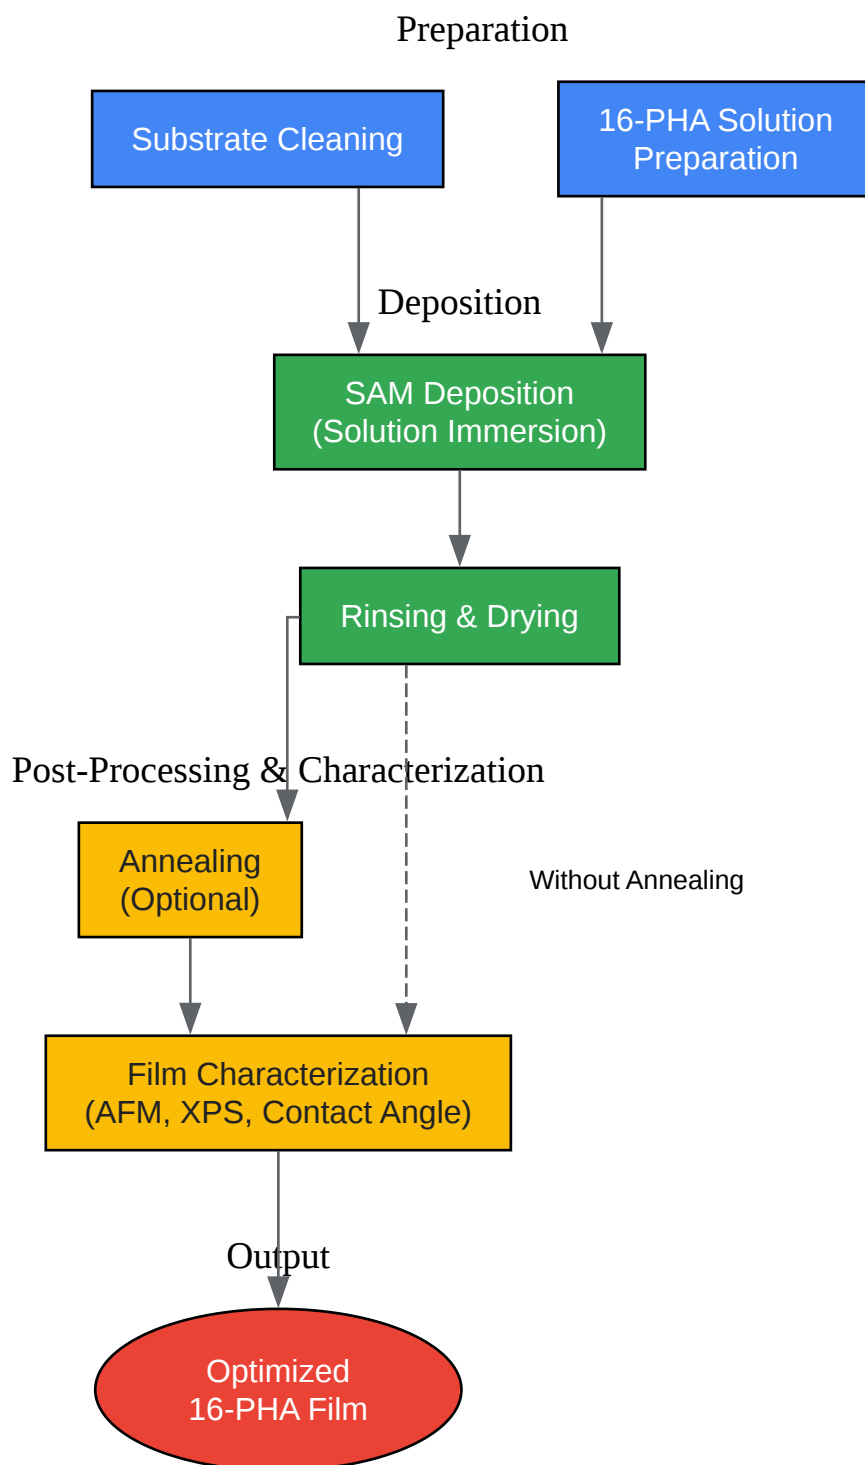 Preparation
Substrate Cleaning
16-PHA Solution
Preparation
Deposition
SAM Deposition
(Solution Immersion)
Rinsing & Drying
Post-Processing & Characterization
Annealing
(Optional)
Without Annealing
Film Characterization
(AFM, XPS, Contact Angle)
Output
Optimized
16-PHA Film